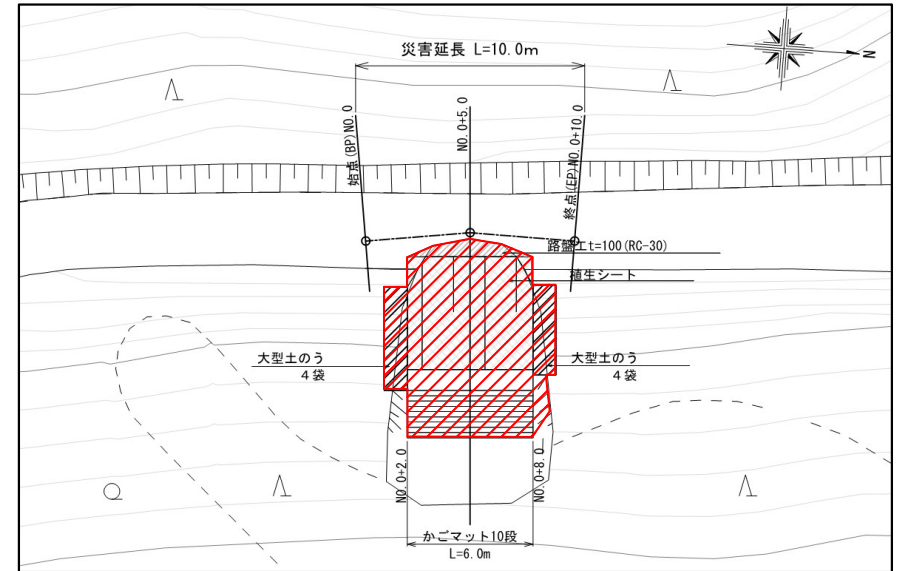 災害延長 L=10.0m
N
始点(BP)NO.0
NO.0+5.0
終点(EP)NO.0+10.0
路盤工t=100(RC-30)
植生シート
大型土のう
4袋
大型土のう
4袋
NO.0+2.0
NO.0+8.0
かごマット10段
L=6.0m